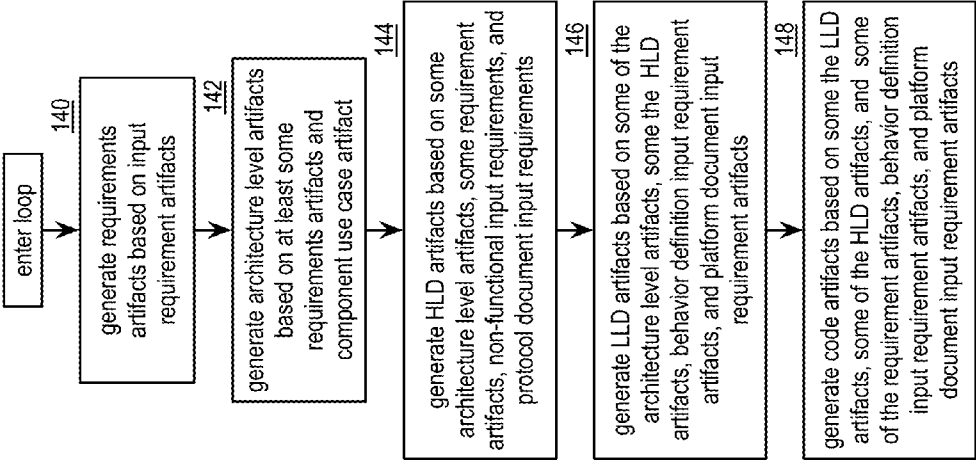 enter loop
140
generate requirements
artifacts based on input
requirement artifacts
142
generate architecture level artifacts
based on at least some
requirements artifacts and
component use case artifact
144
generate HLD artifacts based on some
architecture level artifacts, some requirement
artifacts, non-functional input requirements, and
protocol document input requirements
146
generate LLD artifacts based on some of the
architecture level artifacts, some the HLD
artifacts, behavior definition input requirement
artifacts, and platform document input
requirement artifacts
148
generate code artifacts based on some the LLD
artifacts, some of the HLD artifacts, and some
of the requirement artifacts, behavior definition
input requirement artifacts, and platform
document input requirement artifacts